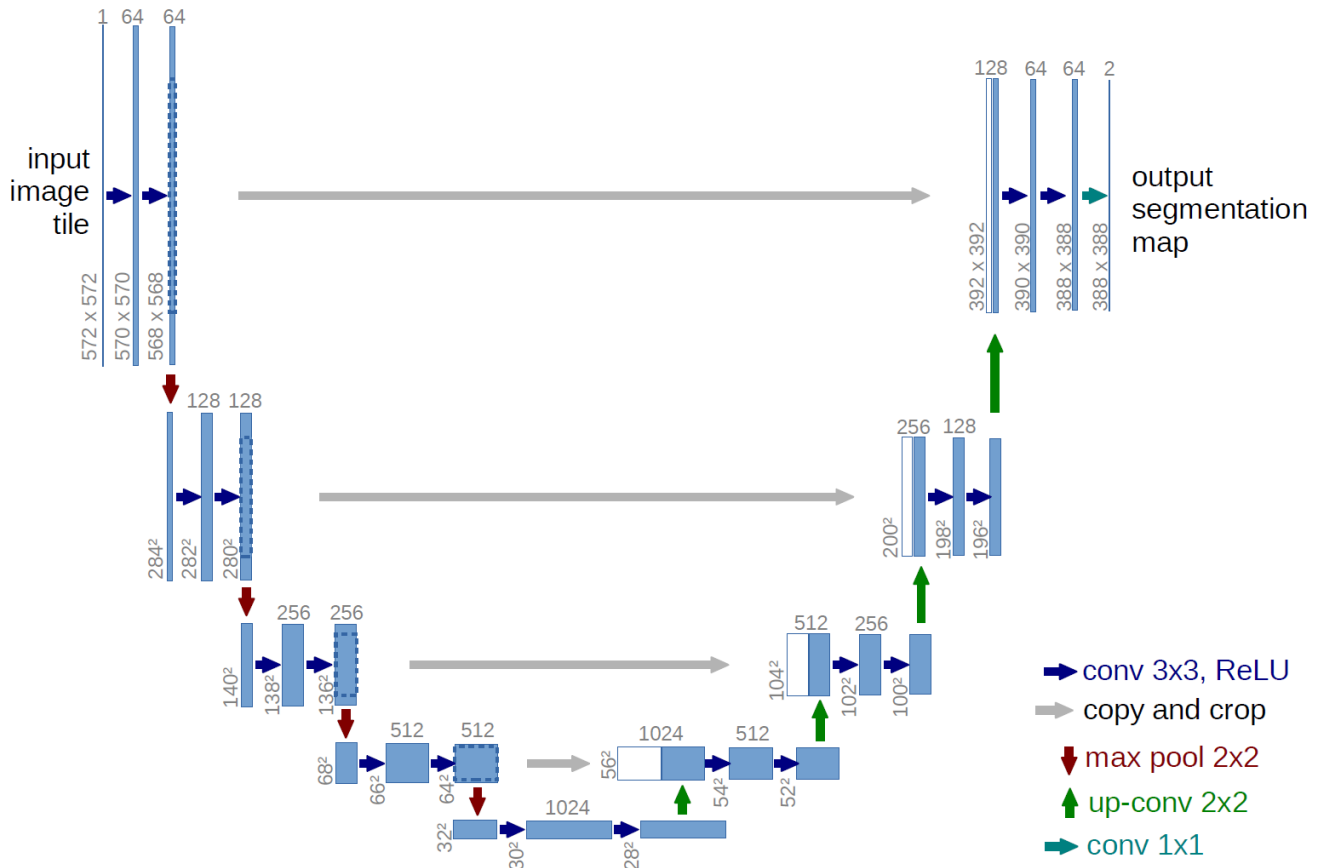 1 64 64
input
image
tile
572 x 572
570 x 570
568 x 568
128 64 64 2
output
segmentation
map
392 x 392
390 x 390
388 x 388
388 x 388
128 128
284²
282²
280²
256 128
200²
198²
196²
256 256
140²
138²
136²
512 256
104²
102²
100²
512 512
68²
66²
64²
1024 512
56²
54²
52²
1024
32²
30²
28²
conv 3x3, ReLU
copy and crop
max pool 2x2
up-conv 2x2
conv 1x1